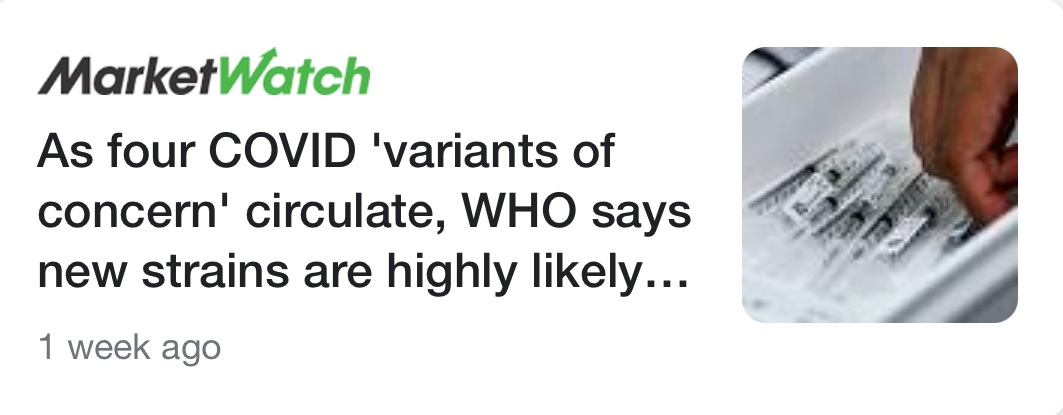 MarketWatch
As four COVID 'variants of
concern' circulate, WHO says
new strains are highly likely...
1 week ago